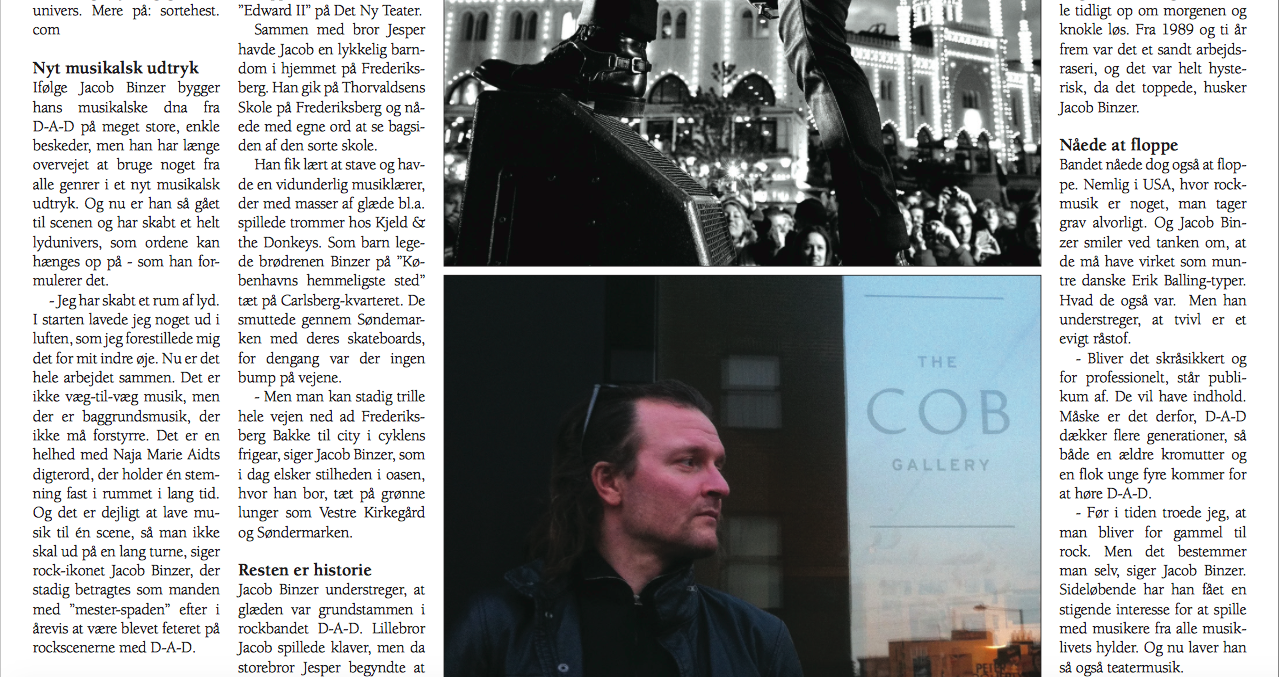 univers. Mere på: sortehest.
com
Nyt musikalsk udtryk
Ifølge Jacob Binzer bygger
hans musikalske dna fra
D-A-D på meget store, enkle
beskeder, men han har længe
overvejet at bruge noget fra
alle genrer i et nyt musikalsk
udtryk. Og nu er han så gået
til scenen og har skabt et helt
lydunivers, som ordene kan
hænges op på - som han for-
mulerer det.
- Jeg har skabt et rum af lyd.
I starten lavede jeg noget ud i
luften, som jeg forestillede mig
det for mit indre øje. Nu er det
hele arbejdet sammen. Det er
ikke væg-til-væg musik, men
der er baggrundsmusik, der
ikke må forstyrre. Det er en
helhed med Naja Marie Aidts
digterord, der holder én stem-
ning fast i rummet i lang tid.
Og det er dejligt at lave mu-
sik til én scene, så man ikke
skal ud på en lang turne, siger
rock-ikonet Jacob Binzer, der
stadig betragtes som manden
med ”mester-spaden” efter i
årevis at være blevet feteret på
rockscenerne med D-A-D.
”Edward II” på Det Ny Teater.
Sammen med bror Jesper
havde Jacob en lykkelig barn-
dom i hjemmet på Frederiks-
berg. Han gik på Thorvaldsens
Skole på Frederiksberg og nå-
ede med egne ord at se bagsi-
den af den sorte skole.
Han fik lært at stave og hav-
de en vidunderlig musiklærer,
der med masser af glæde bl.a.
spillede trommer hos Kjeld &
the Donkeys. Som barn lege-
de brødrenen Binzer på ”Kø-
benhavns hemmeligste sted”
tæt på Carlsberg-kvarteret. De
smuttede gennem Søndemar-
ken med deres skateboards,
for dengang var der ingen
bump på vejene.
- Men man kan stadig trille
hele vejen ned ad Frederiks-
berg Bakke til city i cyklens
frigear, siger Jacob Binzer, som
i dag elsker stilheden i oasen,
hvor han bor, tæt på grønne
lunger som Vestre Kirkegård
og Søndermarken.
Resten er historie
Jacob Binzer understreger, at
glæden var grundstammen i
rockbandet D-A-D. Lillebror
Jacob spillede klaver, men da
storebror Jesper begyndte at
THE
COB
GALLERY
le tidligt op om morgenen og
knokle løs. Fra 1989 og ti år
frem var det et sandt arbejds-
raseri, og det var helt hyste-
risk, da det toppede, husker
Jacob Binzer.
Nåede at floppe
Bandet nåede dog også at flop-
pe. Nemlig i USA, hvor rock-
musik er noget, man tager
grav alvorligt. Og Jacob Bin-
zer smiler ved tanken om, at
de må have virket som mun-
tre danske Erik Balling-typer.
Hvad de også var. Men han
understreger, at tvivl er et
evigt råstof.
- Bliver det skråsikkert og
for professionelt, står publi-
kum af. De vil have indhold.
Måske er det derfor, D-A-D
dækker flere generationer, så
både en ældre kromutter og
en flok unge fyre kommer for
at høre D-A-D.
- Før i tiden troede jeg, at
man bliver for gammel til
rock. Men det bestemmer
man selv, siger Jacob Binzer.
Sideløbende har han fået en
stigende interesse for at spille
med musikere fra alle musik-
livets hylder. Og nu laver han
så også teatermusik.